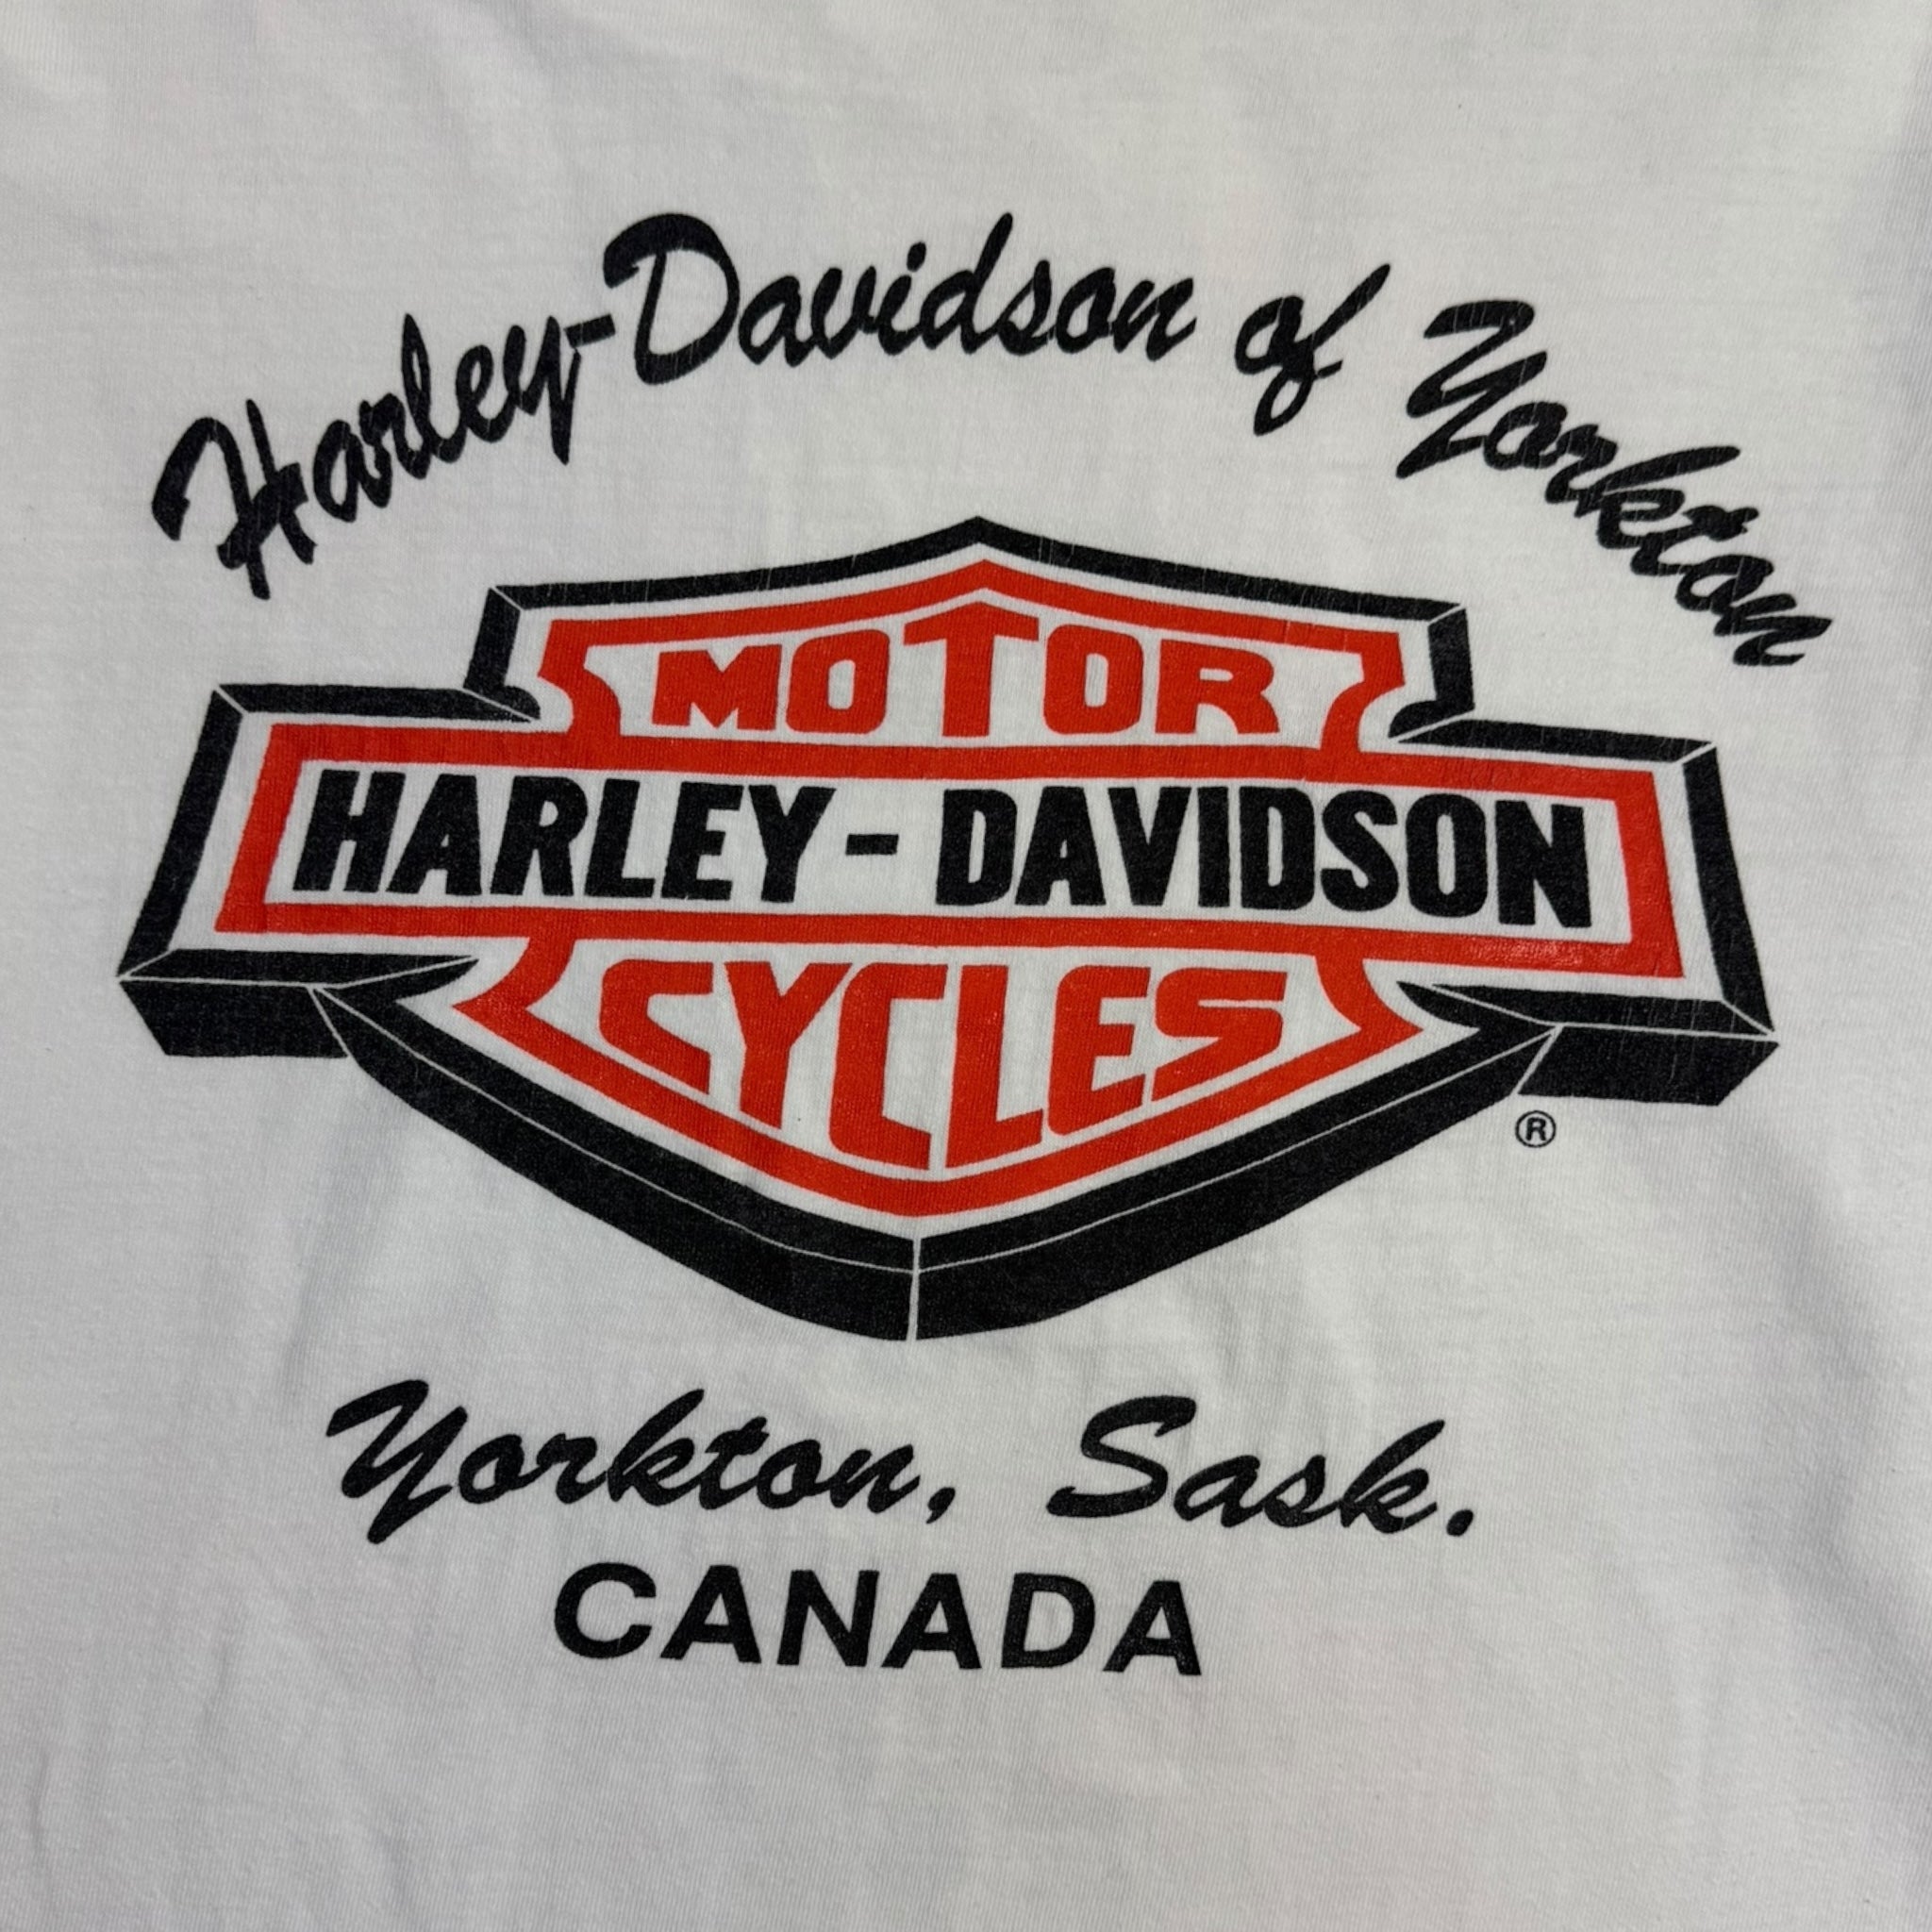 Harley-Davidson of Yorkton
MOTOR
HARLEY-DAVIDSON
CYCLES
®
Yorkton, Sask.
CANADA